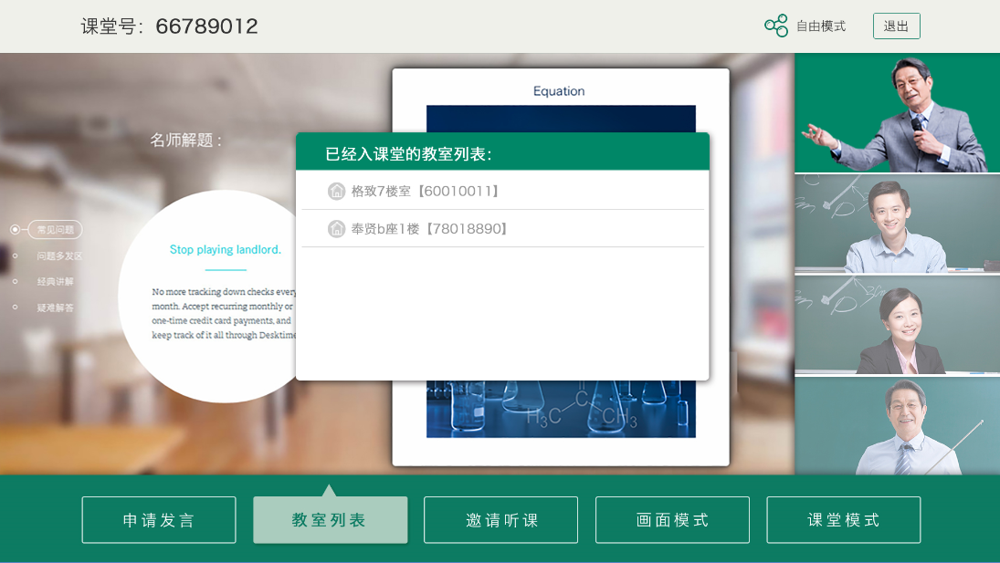 课堂号：66789012
自由模式
退出
Equation
名师解题：
已经入课堂的教室列表：
格致7楼室【60010011】
奉贤b座1楼【78018890】
常见问题
问题多发区
经典讲解
疑难解答
Stop playing landlord.
No more tracking down checks every
month. Accept recurring monthly or
one-time credit card payments, and
keep track of it all through Desktime
H3C
C
CH3
申请发言
教室列表
邀请听课
画面模式
课堂模式